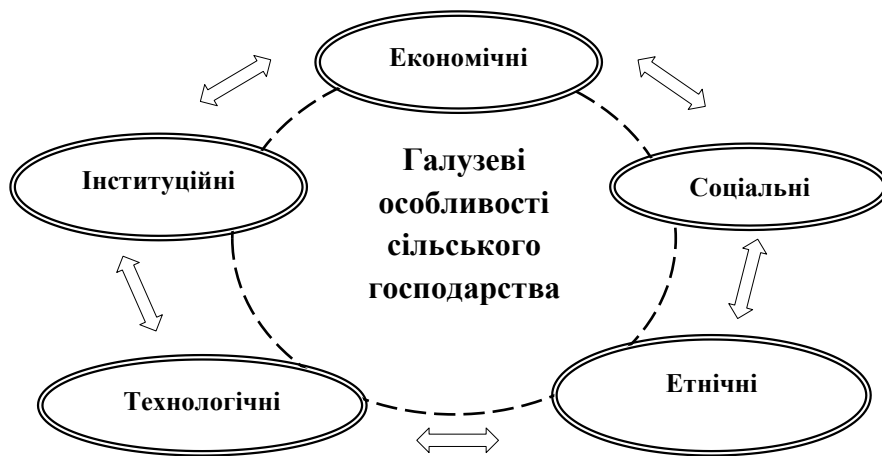 Економічні
Інституційні
Галузеві
особливості
сільського
господарства
Соціальні
Технологічні
Етнічні